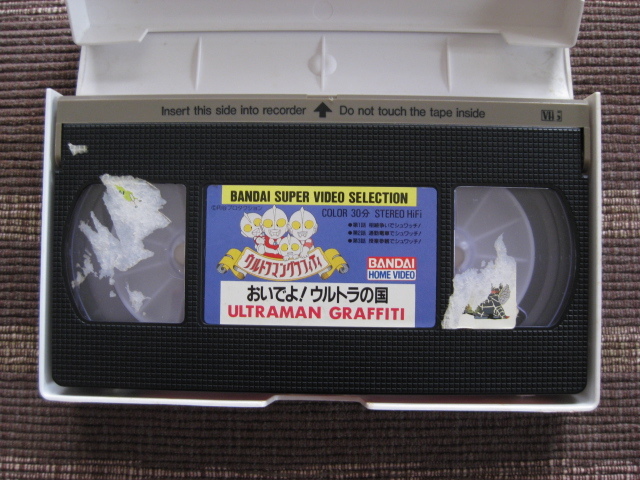 Insert this side into recorder Do not touch the tape inside
VHS
BANDAI SUPER VIDEO SELECTION
COLOR 30分 STEREO HiFi
ウルトラマングラフィティ
BANDAI
HOME VIDEO
おいでよ!ウルトラの国
ULTRAMAN GRAFFITI